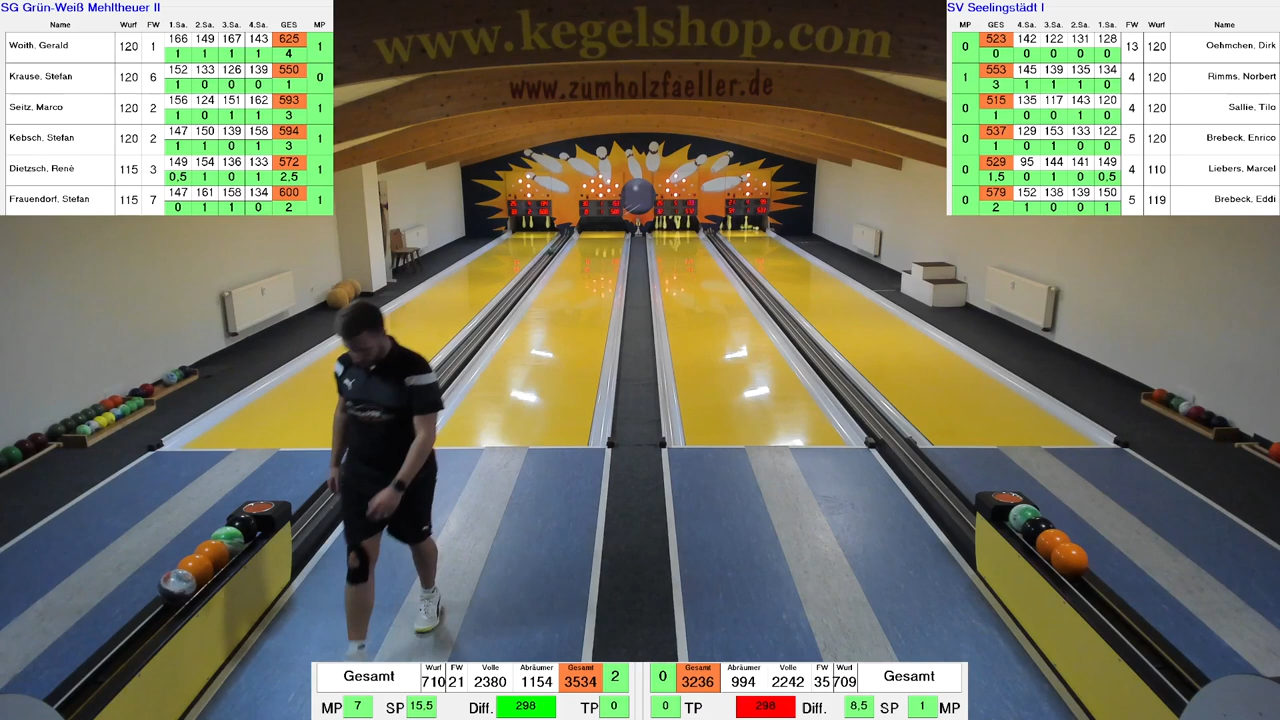 SG Grün-Weiß Mehltheuer II
Name Wurf FW 1.Sa. 2.Sa. 3.Sa. 4.Sa. GES MP
Woith, Gerald 120 1 166 149 167 143 625 1
1 1 1 1 4
Krause, Stefan 120 6 152 133 126 139 550 0
1 0 0 0 1
Seitz, Marco 120 2 156 124 151 162 593 1
1 0 1 1 3
Kebsch, Stefan 120 2 147 150 139 158 594 1
1 1 0 1 3
Dietzsch, Renè 115 3 149 154 136 133 572 1
0,5 1 0 1 2,5
Frauendorf, Stefan 115 7 147 161 158 134 600 1
0 1 1 0 2
www.kegelshop.com
www.zumholzfaeller.de
SV Seelingstädt I
MP GES 4.Sa. 3.Sa. 2.Sa. 1.Sa. FW Wurf Name
0 523 142 122 131 128 13 120 Oehmchen, Dirk
0 0 0 0 0
1 553 145 139 135 134 4 120 Rimms, Norbert
3 1 1 1 0
0 515 135 117 143 120 4 120 Sallie, Tilo
1 0 0 1 0
0 537 129 153 133 122 5 120 Brebeck, Enrico
1 0 1 0 0
0 529 95 144 141 149 4 110 Liebers, Marcel
1,5 0 1 0 0,5
0 579 152 138 139 150 5 119 Brebeck, Eddi
2 1 0 0 1
Gesamt Wurf FW Volle Abräumer Gesamt
710 21 2380 1154 3534 2
MP 7 SP 15,5 Diff. 298 TP 0
Gesamt Abräumer Volle FW Wurf Gesamt
0 3236 994 2242 35 709
0 TP 298 Diff. 8,5 SP 1 MP